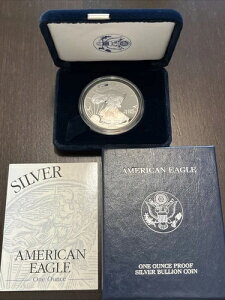 SILVER
AMERICAN
EAGLE
One Ounce
AMERICAN EAGLE
ONE OUNCE PROOF
SILVER BULLION COIN